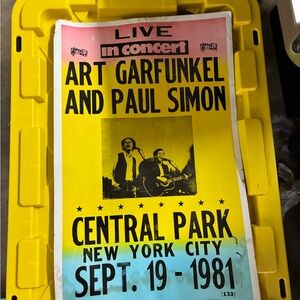 LIVE
in concert
ART GARFUNKEL
AND PAUL SIMON
CENTRAL PARK
NEW YORK CITY
SEPT. 19 - 1981
(133)